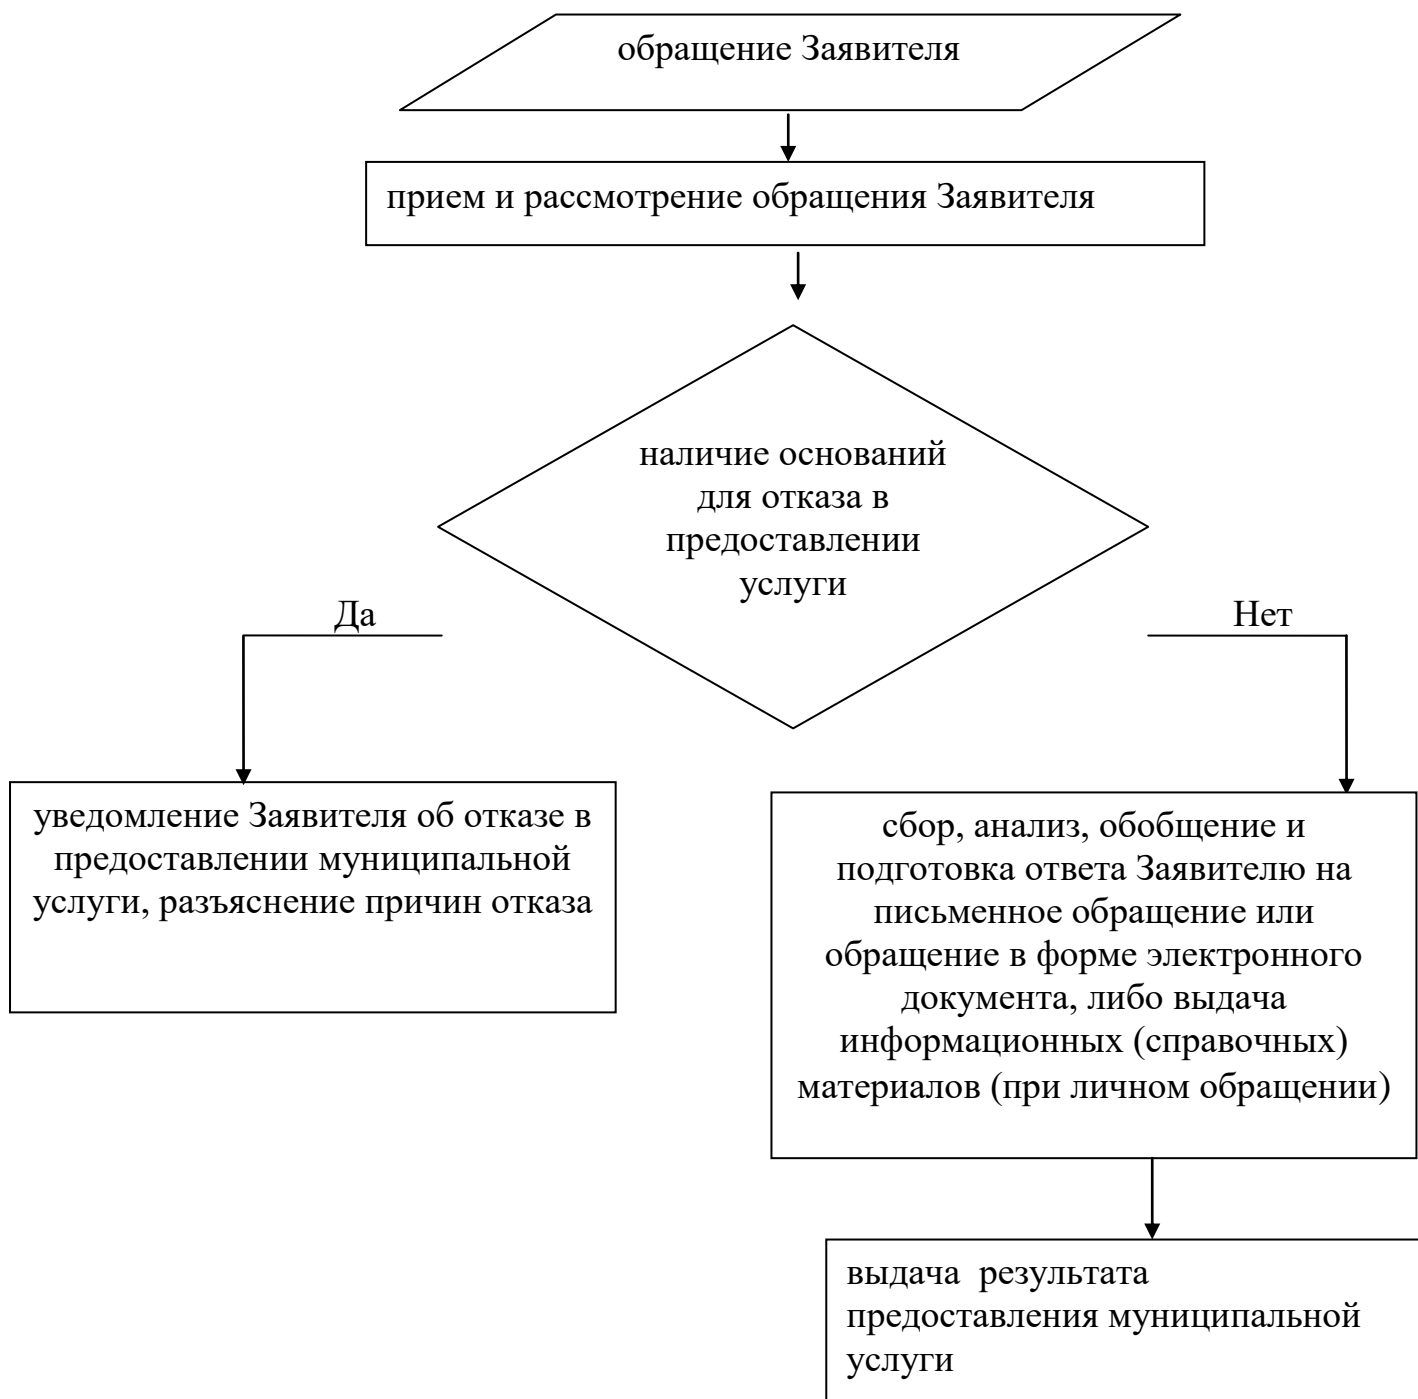 обращение Заявителя
прием и рассмотрение обращения Заявителя
наличие оснований
для отказа в
предоставлении
услуги
Да
Нет
уведомление Заявителя об отказе в
предоставлении муниципальной
услуги, разъяснение причин отказа
сбор, анализ, обобщение и
подготовка ответа Заявителю на
письменное обращение или
обращение в форме электронного
документа, либо выдача
информационных (справочных)
материалов (при личном обращении)
выдача  результата
предоставления муниципальной
услуги